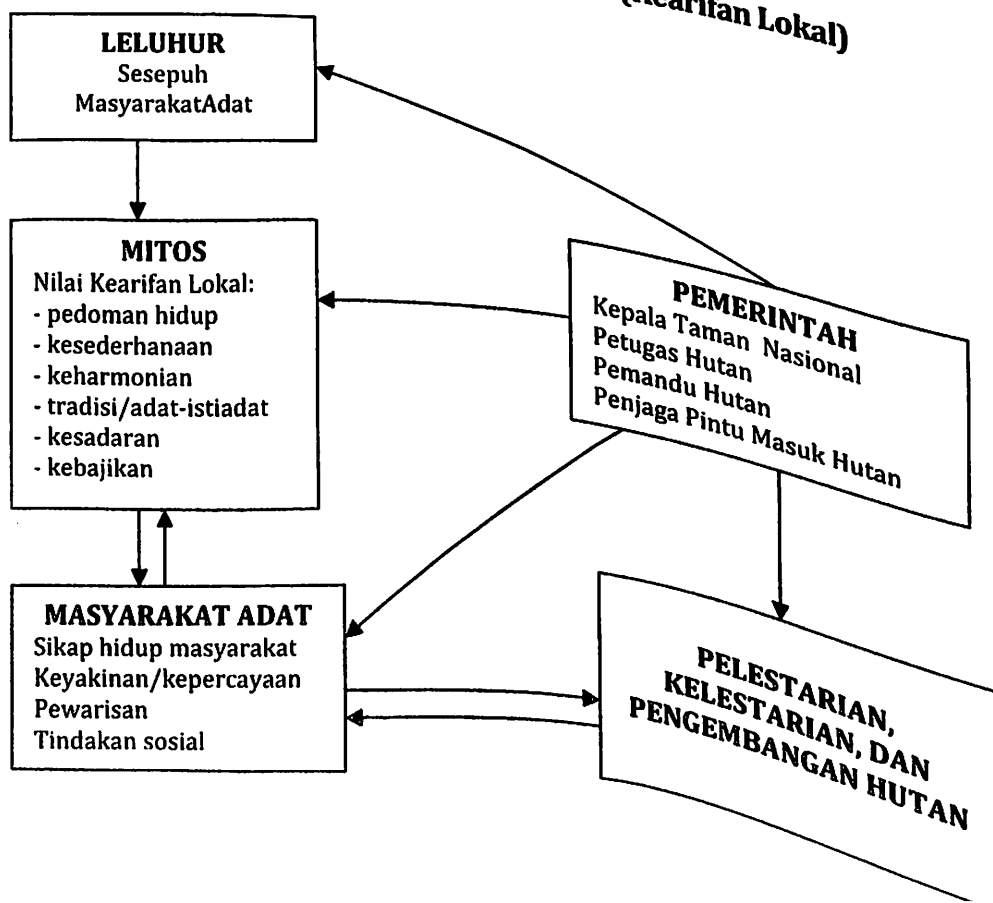 (Kearifan Lokal)
LELUHUR
Sesepuh
MasyarakatAdat
MITOS
Nilai Kearifan Lokal:
- pedoman hidup
- kesederhanaan
- keharmonian
- tradisi/adat-istiadat
- kesadaran
- kebajikan
PEMERINTAH
Kepala Taman Nasional
Petugas Hutan
Pemandu Hutan
Penjaga Pintu Masuk Hutan
MASYARAKAT ADAT
Sikap hidup masyarakat
Keyakinan/kepercayaan
Pewarisan
Tindakan sosial
PELESTARIAN,
KELESTARIAN, DAN
PENGEMBANGAN HUTAN